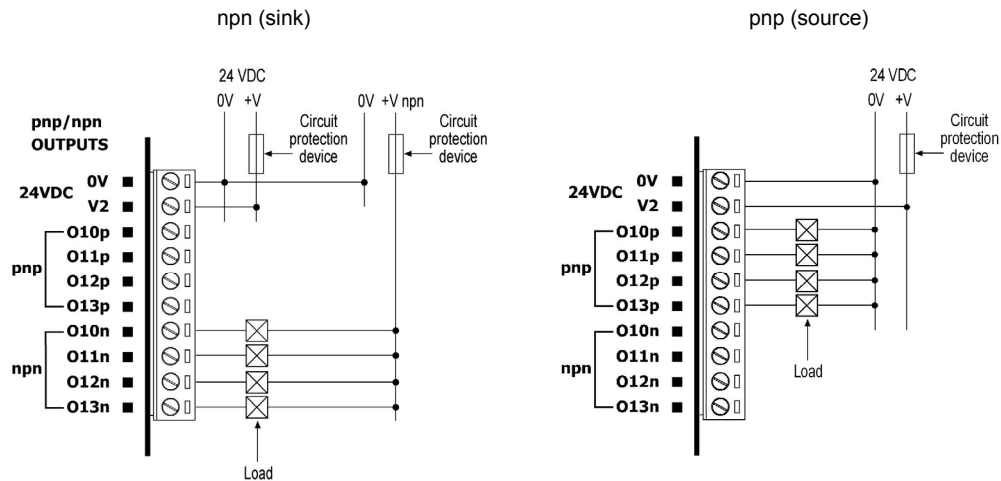 npn (sink)
24 VDC
0V +V
0V +V npn
Circuit
protection
device
Circuit
protection
device
pnp/npn
OUTPUTS
24VDC
0V
V2
pnp
O10p
O11p
O12p
O13p
npn
O10n
O11n
O12n
O13n
Load
pnp (source)
24 VDC
0V +V
Circuit
protection
device
24VDC
0V
V2
pnp
O10p
O11p
O12p
O13p
npn
O10n
O11n
O12n
O13n
Load